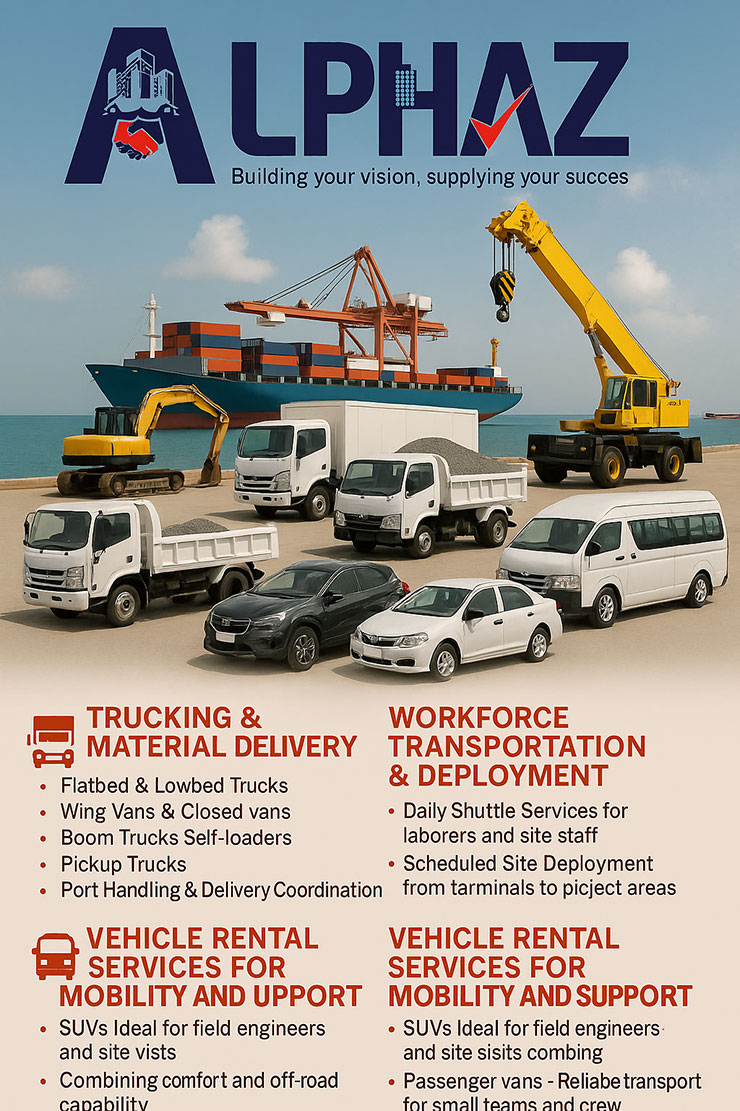 ALPHAZ
Building your vision, supplying your succes
TRUCKING &
MATERIAL DELIVERY
• Flatbed & Lowbed Trucks
• Wing Vans & Closed vans
• Boom Trucks Self-loaders
• Pickup Trucks
• Port Handling & Delivery Coordination
WORKFORCE
TRANSPORTATION
& DEPLOYMENT
• Daily Shuttle Services for
laborers and site staff
• Scheduled Site Deployment
from tarminals to picject areas
VEHICLE RENTAL
SERVICES FOR
MOBILITY AND UPPORT
• SUVs Ideal for field engineers
and site vists
• Combining comfort and off-road
capability
VEHICLE RENTAL
SERVICES FOR
MOBILITY AND SUPPORT
• SUVs Ideal for field engineers
and site sisits combing
• Passenger vans - Reliabe transport
for small teams and crew